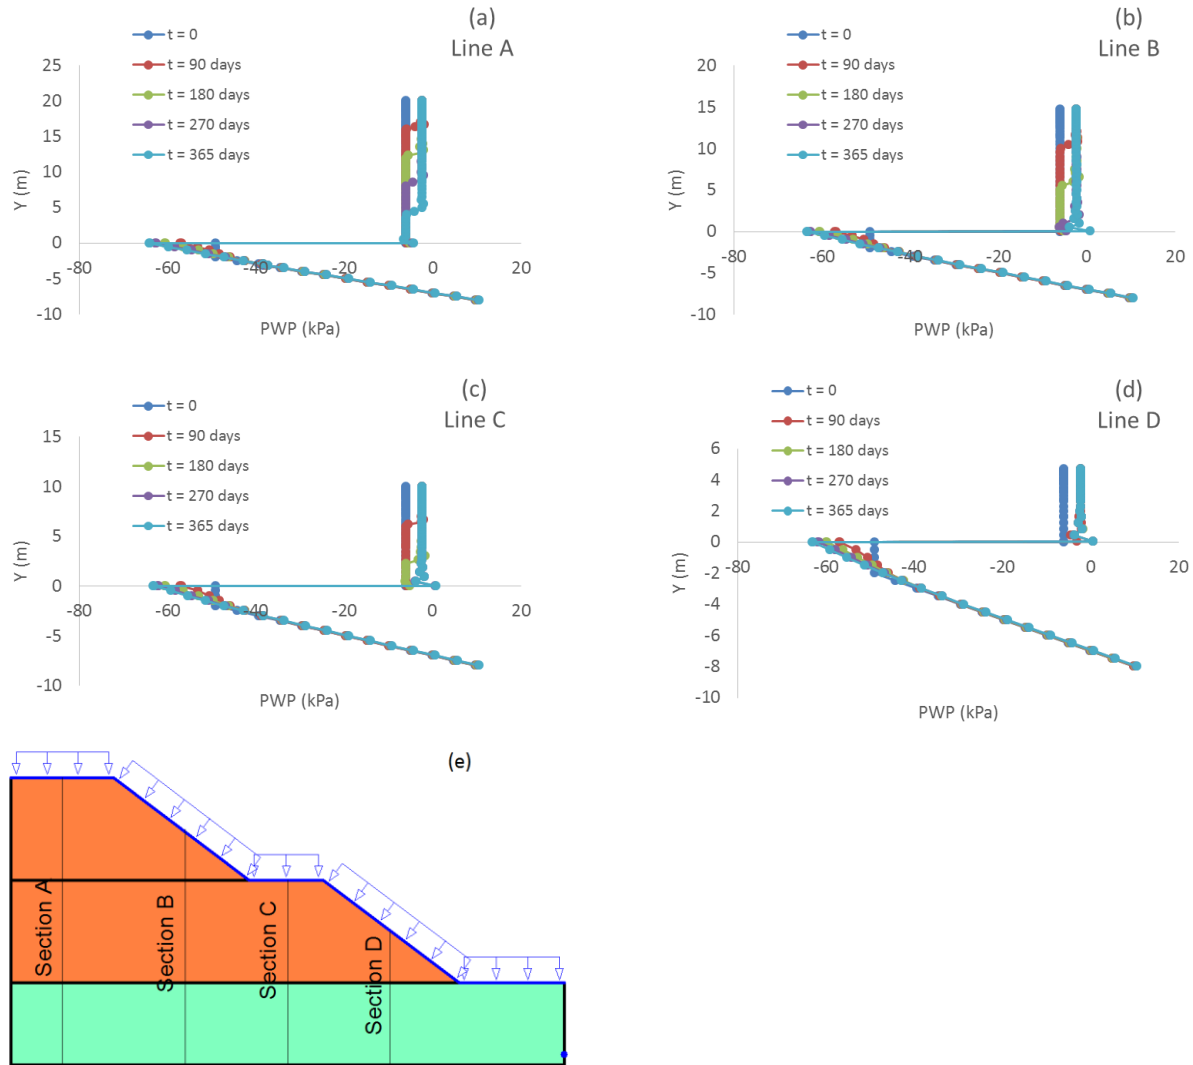 (a)
Line A
t = 0
t = 90 days
t = 180 days
t = 270 days
t = 365 days
25
20
15
10
5
0
-5
-10
Y (m)
-80
-60
-40
-20
0
20
PWP (kPa)
(b)
Line B
t = 0
t = 90 days
t = 180 days
t = 270 days
t = 365 days
20
15
10
5
0
-5
-10
Y (m)
-80
-60
-40
-20
0
20
PWP (kPa)
(c)
Line C
t = 0
t = 90 days
t = 180 days
t = 270 days
t = 365 days
15
10
5
0
-5
-10
Y (m)
-80
-60
-40
-20
0
20
PWP (kPa)
(d)
Line D
t = 0
t = 90 days
t = 180 days
t = 270 days
t = 365 days
6
4
2
0
-2
-4
-6
-8
-10
Y (m)
-80
-60
-40
-20
0
20
PWP (kPa)
(e)
Section A
Section B
Section C
Section D